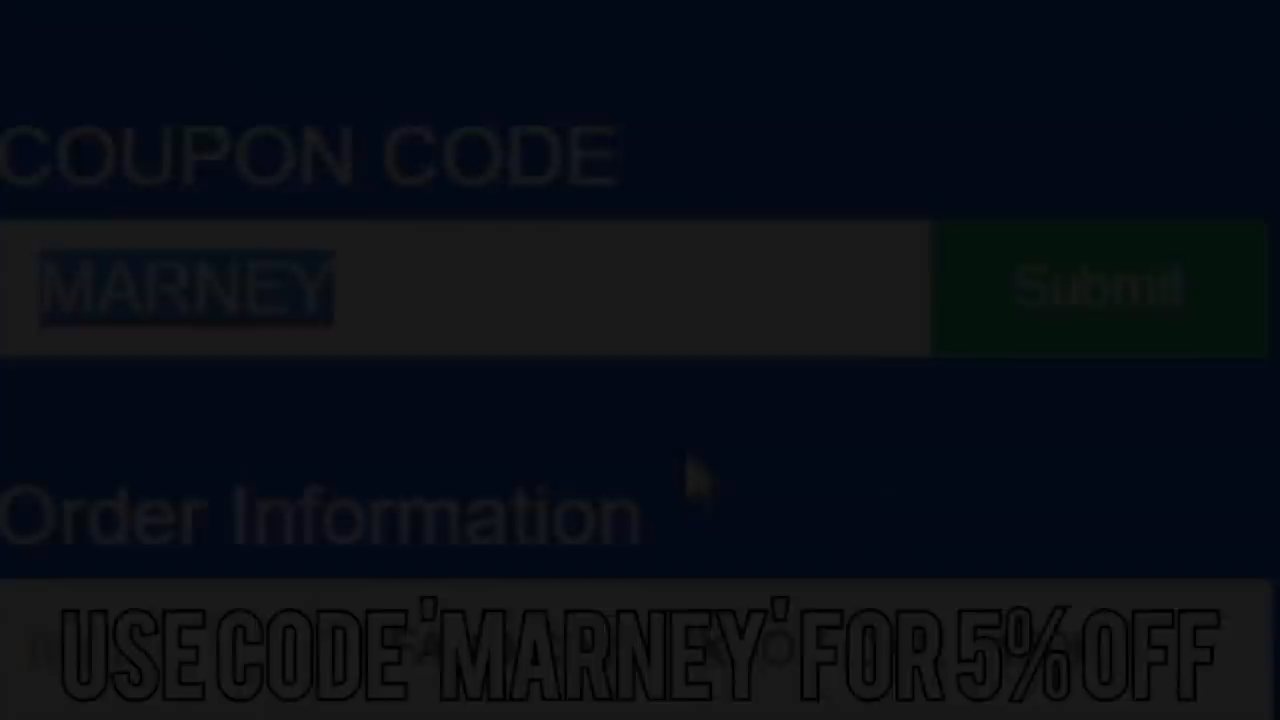 COUPON CODE
MARNEY
Submit
Order Information
USE CODE 'MARNEY' FOR 5% OFF